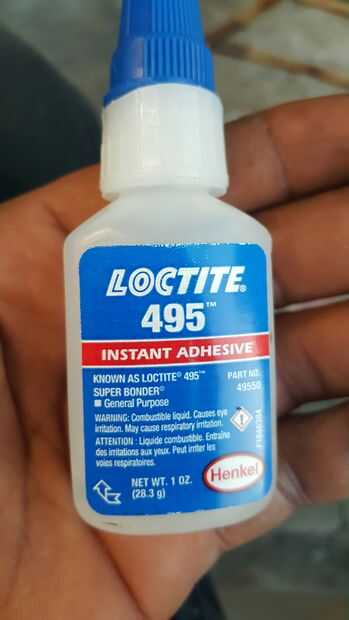 LOCTITE®
495™
INSTANT ADHESIVE
KNOWN AS LOCTITE® 495™
SUPER BONDER®
■ General Purpose
PART NO.
49550
WARNING: Combustible liquid. Causes eye
irritation. May cause respiratory irritation.
ATTENTION : Liquide combustible. Entraîne
des irritations aux yeux. Peut irriter les
voies respiratoires.
1
Henkel
NET WT. 1 OZ.
(28.3 g)